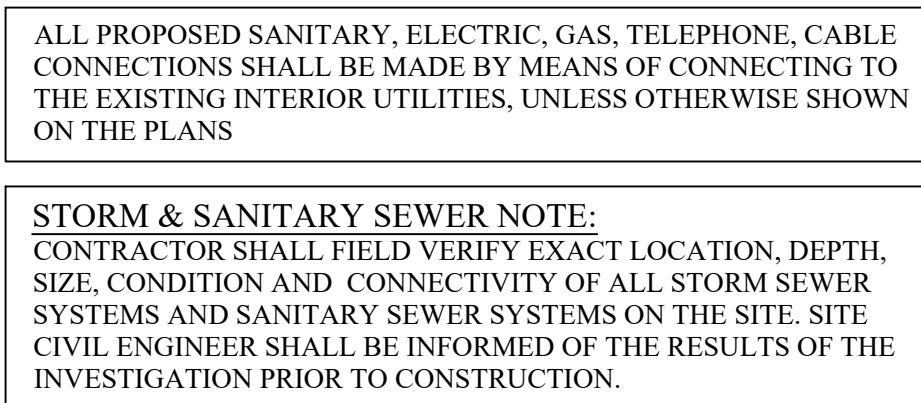 ALL PROPOSED SANITARY, ELECTRIC, GAS, TELEPHONE, CABLE
CONNECTIONS SHALL BE MADE BY MEANS OF CONNECTING TO
THE EXISTING INTERIOR UTILITIES, UNLESS OTHERWISE SHOWN
ON THE PLANS
STORM & SANITARY SEWER NOTE:
CONTRACTOR SHALL FIELD VERIFY EXACT LOCATION, DEPTH,
SIZE, CONDITION AND CONNECTIVITY OF ALL STORM SEWER
SYSTEMS AND SANITARY SEWER SYSTEMS ON THE SITE. SITE
CIVIL ENGINEER SHALL BE INFORMED OF THE RESULTS OF THE
INVESTIGATION PRIOR TO CONSTRUCTION.